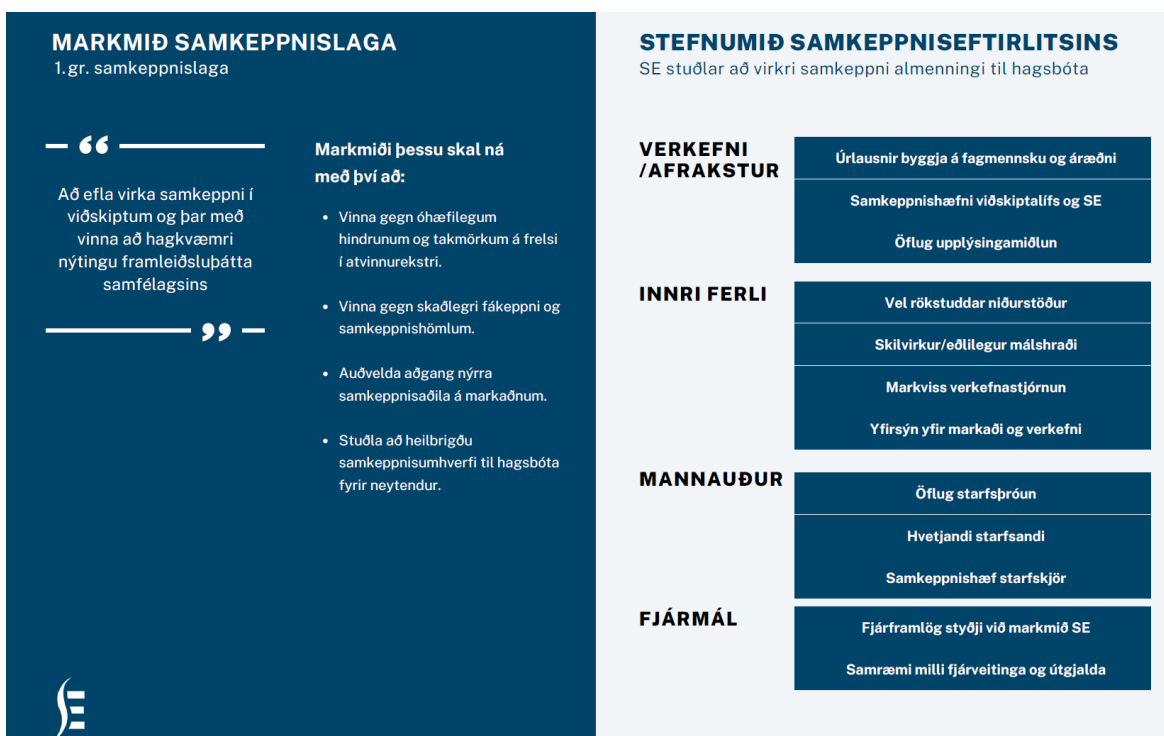 MARKMIÐ SAMKEPPNISLAGA
1.gr. samkeppnislaga
“
Að efla virka samkeppni í
viðskiptum og þar með
vinna að hagkvæmri
nýtingu framleiðsluþátta
samfélagsins
”
Markmiði þessu skal ná
með því að:
• Vinna gegn óhæfilegum
hindrunum og takmörkum á frelsi
í atvinnurekstri.
• Vinna gegn skaðlegri fákeppni og
samkeppnishömlum.
• Auðvelda aðgang nýrra
samkeppnisaðila á markaðnum.
• Stuðla að heilbrigðu
samkeppnisumhverfi til hagsbóta
fyrir neytendur.
SE
STEFNUMIÐ SAMKEPPNISEFTIRLITSINS
SE stuðlar að virkri samkeppni almenningi til hagsbóta
VERKEFNI
/AFRAKSTUR
Úrlausnir byggja á fagmennsku og áræðni
Samkeppnishæfni viðskiptalífs og SE
Öflug upplýsingamiðlun
INNRI FERLI
Vel rökstuddar niðurstöður
Skilvirkur/eðlilegur málshraði
Markviss verkefnastjórnun
Yfirsýn yfir markaði og verkefni
MANNAUÐUR
Öflug starfsþróun
Hvetjandi starfsandi
Samkeppnishæf starfskjör
FJÁRMÁL
Fjárframlög styðji við markmið SE
Samræmi milli fjárveitinga og útgjalda